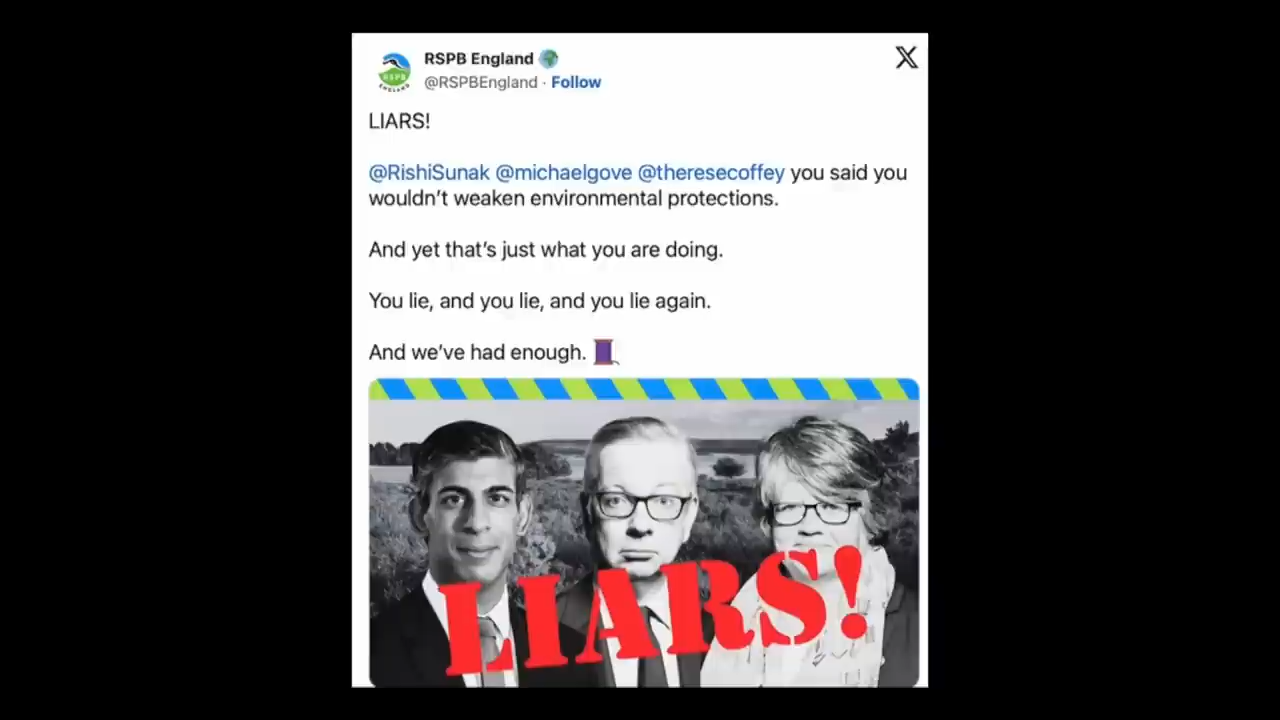 RSPB England
@RSPBEngland · Follow
LIARS!
@RishiSunak @michaelgove @theresecoffey you said you
wouldn't weaken environmental protections.
And yet that's just what you are doing.
You lie, and you lie, and you lie again.
And we've had enough.
LIARS!
RSPB
ENGLAND